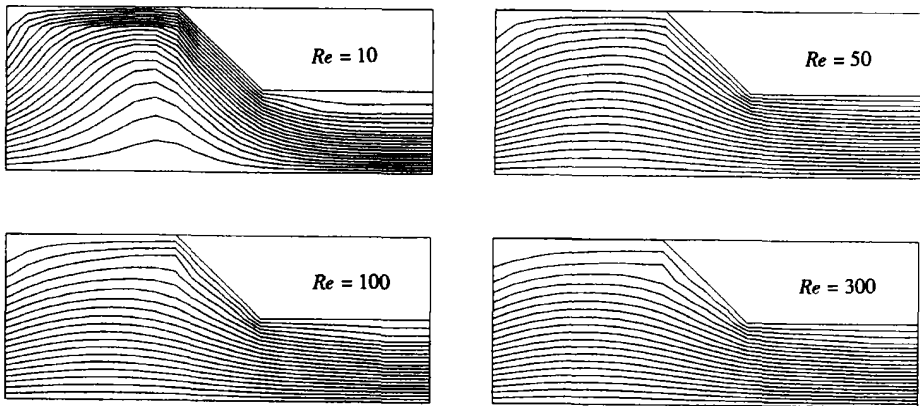 Re = 10
Re = 50
Re = 100
Re = 300